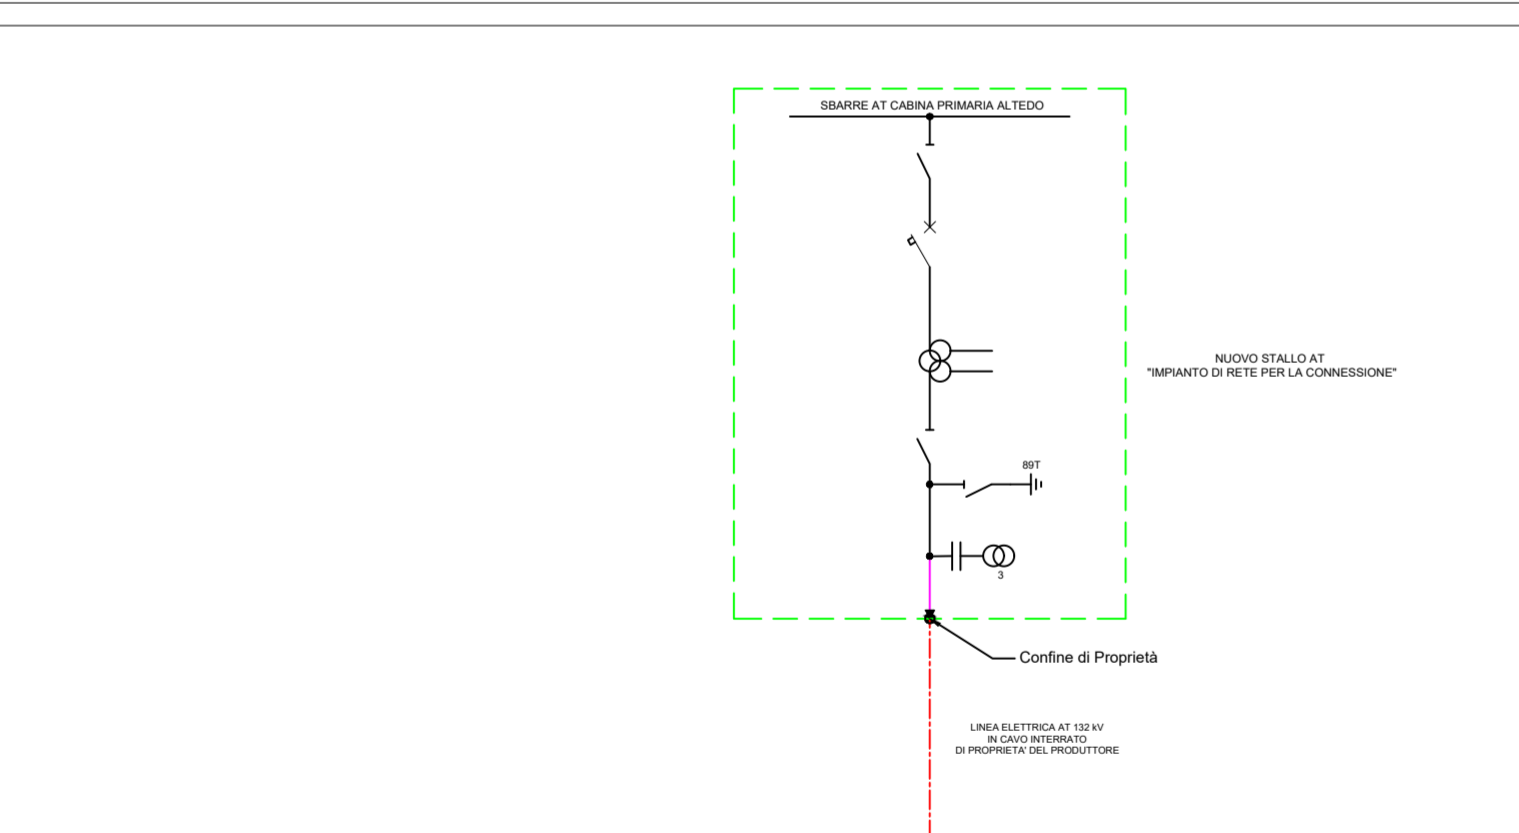 SBARRE AT CABINA PRIMARIA ALTEDO
NUOVO STALLO AT
"IMPIANTO DI RETE PER LA CONNESSIONE"
89T
3
Confine di Proprietà
LINEA ELETTRICA AT 132 kV
IN CAVO INTERRATO
DI PROPRIETA' DEL PRODUTTORE